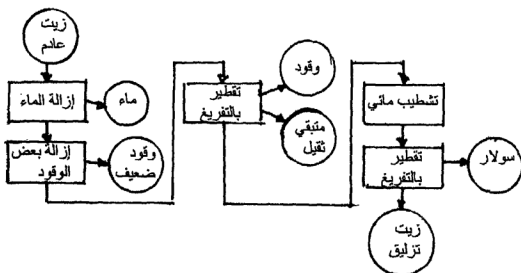 زيت
عادم
إزالة الماء
ماء
إزالة بعض
الوقود
وقود
ضعيف
تقطير
بالتفريغ
وقود
متبقي
ثقيل
تشطيب مائي
تقطير
بالتفريغ
سولار
زيت
تزليق